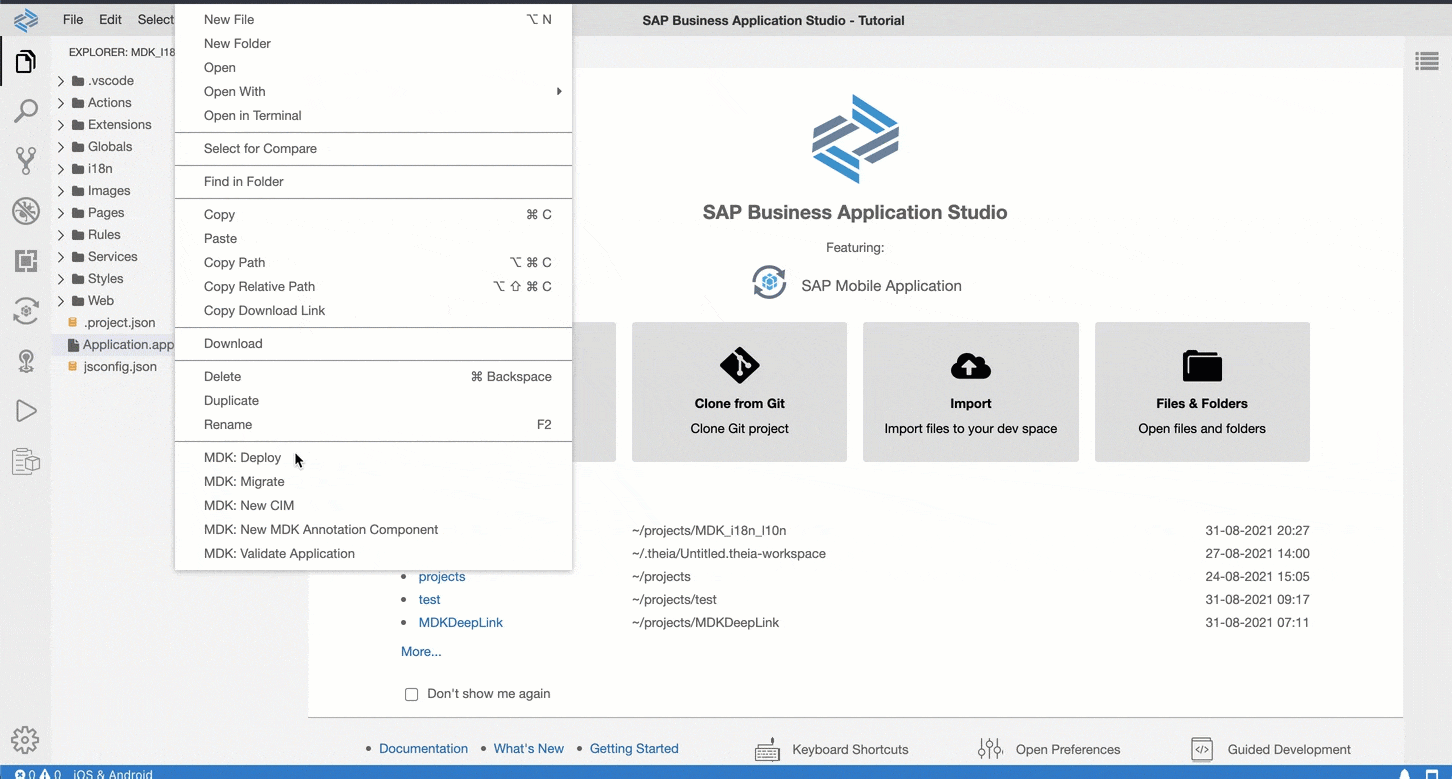 File Edit Select
SAP Business Application Studio - Tutorial
EXPLORER: MDK_I18
.vscode
Actions
Extensions
Globals
i18n
Images
Pages
Rules
Services
Styles
Web
.project.json
Application.app
jsconfig.json
New File ⌥ N
New Folder
Open
Open With
Open in Terminal
Select for Compare
Find in Folder
Copy ⌘ C
Paste
Copy Path ⌥ ⌘ C
Copy Relative Path ⌥ ⇧ ⌘ C
Copy Download Link
Download
Delete ⌘ Backspace
Duplicate
Rename F2
MDK: Deploy
MDK: Migrate
MDK: New CIM
MDK: New MDK Annotation Component
MDK: Validate Application
SAP Business Application Studio
Featuring:
SAP Mobile Application
Clone from Git
Clone Git project
Import
Import files to your dev space
Files & Folders
Open files and folders
~/projects/MDK_i18n_l10n 31-08-2021 20:27
~/.theia/Untitled.theia-workspace 27-08-2021 14:00
projects ~/projects 24-08-2021 15:05
test ~/projects/test 31-08-2021 09:17
MDKDeepLink ~/projects/MDKDeepLink 31-08-2021 07:11
More...
Don't show me again
Documentation What's New Getting Started Keyboard Shortcuts Open Preferences Guided Development
0 0 iOS & Android